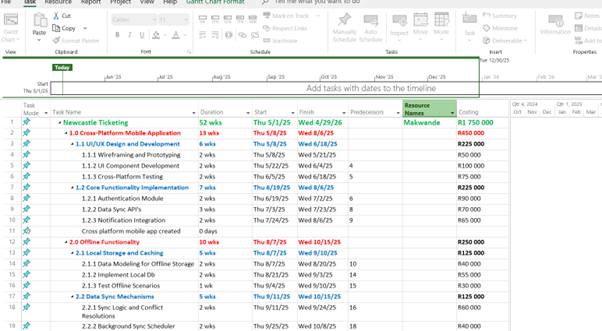 File Task Resource Report Project View Help Gantt Chart Format Tell me what you want to do
Gantt Chart
View
Paste
Cut
Copy
Format Painter
Clipboard
Calibri 11
B I U A
Font
Mark on Track
Respect Links
Inactivate
Schedule
Manually Schedule
Auto Schedule
Inspect
Move
Mode
Tasks
Task
Summary
Milestone
Deliverable
Insert
Information
Notes
Details
Add to
Properties
Today
Tue 12/30/25
Jun '25 Jul '25 Aug '25 Sep '25 Oct '25 Nov '25 Dec '25 Jan '26 Feb '26 Mar '26
Start
Thu 5/1/25
Add tasks with dates to the timeline
Task Mode Task Name Duration Start Finish Predecessors Resource Names Costing
Qtr 4, 2024 Qtr 1, 2025
Oct Nov Dec Jan Feb Mar
1 Newcastle Ticketing 52 wks Thu 5/1/25 Wed 4/29/26 Makwande R1 750 000
2 1.0 Cross-Platform Mobile Application 13 wks Thu 5/8/25 Wed 8/6/25 R450 000
3 1.1 UI/UX Design and Development 6 wks Thu 5/8/25 Wed 6/18/25 R225 000
4 1.1.1 Wireframing and Prototyping 2 wks Thu 5/8/25 Wed 5/21/25 R50 000
5 1.1.2 UI Component Development 2 wks Thu 5/22/25 Wed 6/4/25 4 R100 000
6 1.1.3 Cross-Platform Testing 2 wks Thu 6/5/25 Wed 6/18/25 5 R75 000
7 1.2 Core Functionality Implementation 7 wks Thu 6/19/25 Wed 8/6/25 R225 000
8 1.2.1 Authentication Module 2 wks Thu 6/19/25 Wed 7/2/25 6 R90 000
9 1.2.2 Data Sync API's 3 wks Thu 7/3/25 Wed 7/23/25 8 R70 000
10 1.2.3 Notification Integration 2 wks Thu 7/24/25 Wed 8/6/25 9 R65 000
11 Cross platform mobile app created 0 days
12 2.0 Offline Functionality 10 wks Thu 8/7/25 Wed 10/15/25 R250 000
13 2.1 Local Storage and Caching 5 wks Thu 8/7/25 Wed 9/10/25 R125 000
14 2.1.1 Data Modeling for Offline Storage 2 wks Thu 8/7/25 Wed 8/20/25 10 R40 000
15 2.1.2 Implement Local Db 2 wks Thu 8/21/25 Wed 9/3/25 14 R55 000
16 2.1.3 Test Offline Scenarios 1 wk Thu 9/4/25 Wed 9/10/25 15 R30 000
17 2.2 Data Sync Mechanisms 5 wks Thu 9/11/25 Wed 10/15/25 R125 000
18 2.2.1 Sync Logic and Conflict Resolutions 2 wks Thu 9/11/25 Wed 9/24/25 16 R60 000
19 2.2.2 Background Sync Scheduler 2 wks Thu 9/25/25 Wed 10/8/25 18 R40 000